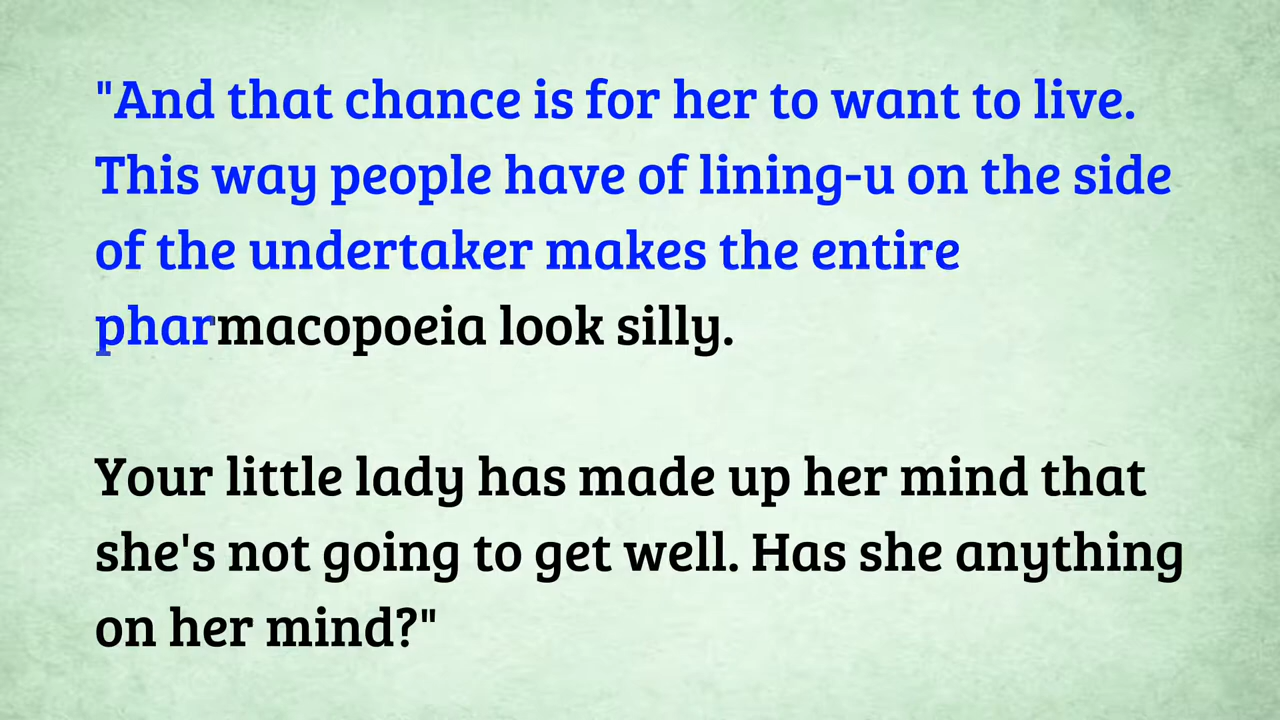 "And that chance is for her to want to live.
This way people have of lining-u on the side
of the undertaker makes the entire
pharmacopoeia look silly.
Your little lady has made up her mind that
she's not going to get well. Has she anything
on her mind?"